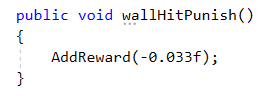 public void wallHitPunish()
{
    AddReward(-0.033f);
}